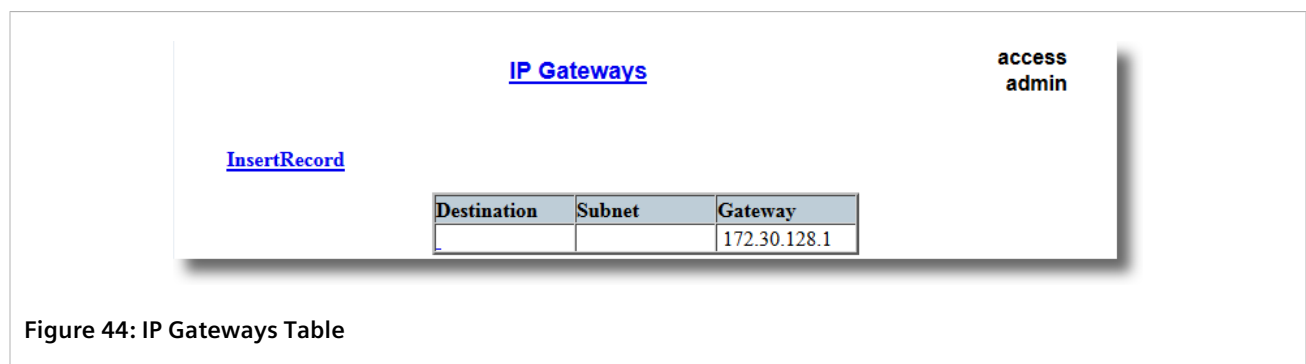 IP Gateways
access
admin
InsertRecord
Destination Subnet Gateway
172.30.128.1
Figure 44: IP Gateways Table